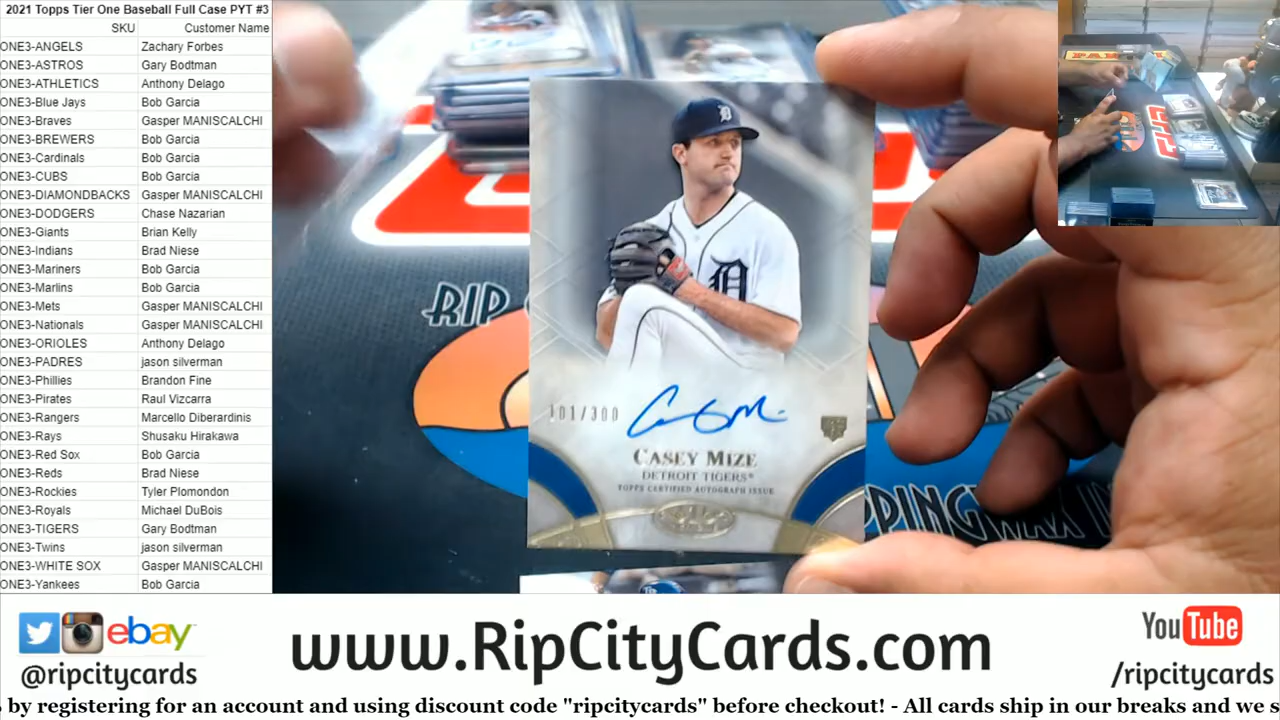 2021 Topps Tier One Baseball Full Case PYT #3
SKU Customer Name
ONE3-ANGELS Zachary Forbes
ONE3-ASTROS Gary Bodtman
ONE3-ATHLETICS Anthony Delago
ONE3-Blue Jays Bob Garcia
ONE3-Braves Gasper MANISCALCHI
ONE3-BREWERS Bob Garcia
ONE3-Cardinals Bob Garcia
ONE3-CUBS Bob Garcia
ONE3-DIAMONDBACKS Gasper MANISCALCHI
ONE3-DODGERS Chase Nazarian
ONE3-Giants Brian Kelly
ONE3-Indians Brad Niese
ONE3-Mariners Bob Garcia
ONE3-Marlins Bob Garcia
ONE3-Mets Gasper MANISCALCHI
ONE3-Nationals Gasper MANISCALCHI
ONE3-ORIOLES Anthony Delago
ONE3-PADRES jason silverman
ONE3-Phillies Brandon Fine
ONE3-Pirates Raul Vizcarra
ONE3-Rangers Marcello Diberardinis
ONE3-Rays Shusaku Hirakawa
ONE3-Red Sox Bob Garcia
ONE3-Reds Brad Niese
ONE3-Rockies Tyler Plomondon
ONE3-Royals Michael DuBois
ONE3-TIGERS Gary Bodtman
ONE3-Twins jason silverman
ONE3-WHITE SOX Gasper MANISCALCHI
ONE3-Yankees Bob Garcia
RIP
D
D
101/300
CASEY MIZE
DETROIT TIGERS
TOPPS CERTIFIED AUTOGRAPH ISSUE
PPINGWAX
ebay
@ripcitycards
www.RipCityCards.com
YouTube
/ripcitycards
by registering for an account and using discount code "ripcitycards" before checkout! - All cards ship in our breaks and we s